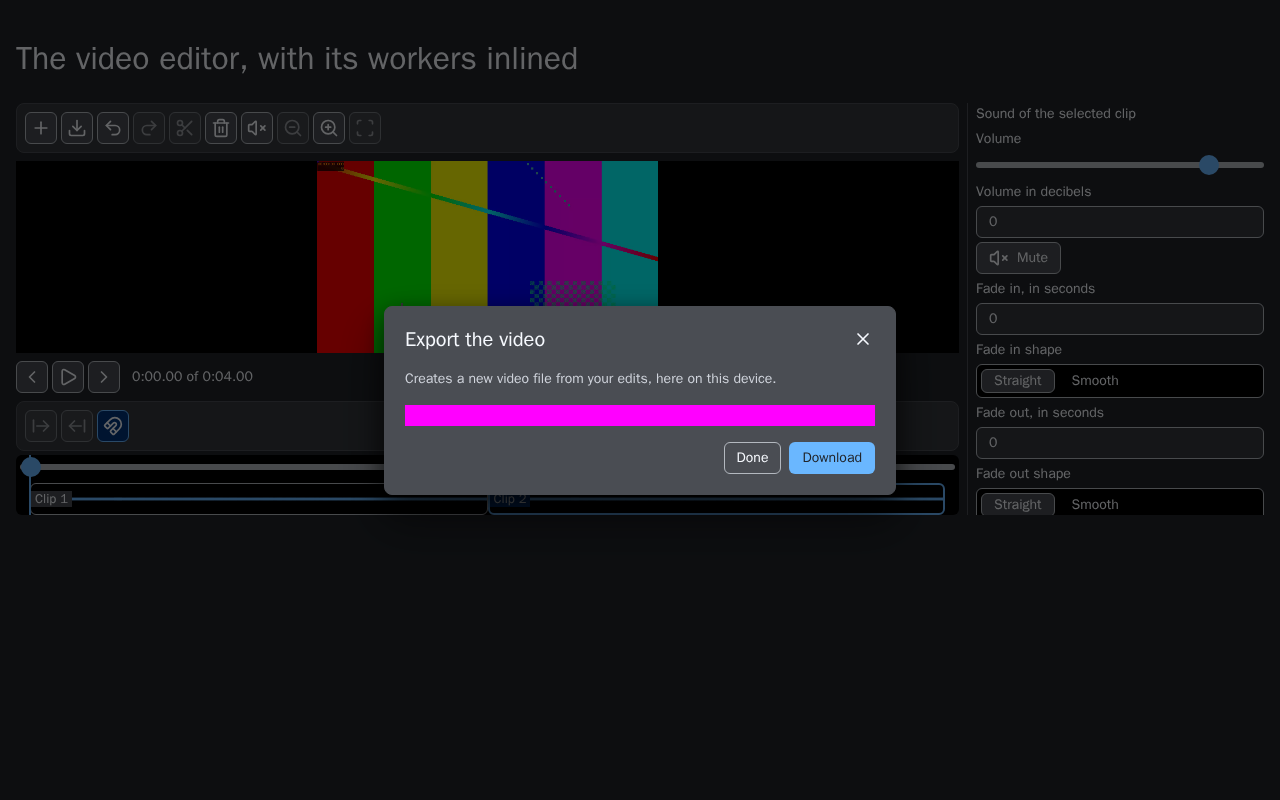 The video editor, with its workers inlined
Sound of the selected clip
Volume
Volume in decibels
0
Mute
Fade in, in seconds
0
Fade in shape
Straight Smooth
Fade out, in seconds
0
Fade out shape
Straight Smooth
0:00.00 of 0:04.00
Clip 1 Clip 2
Export the video
Creates a new video file from your edits, here on this device.
Done Download